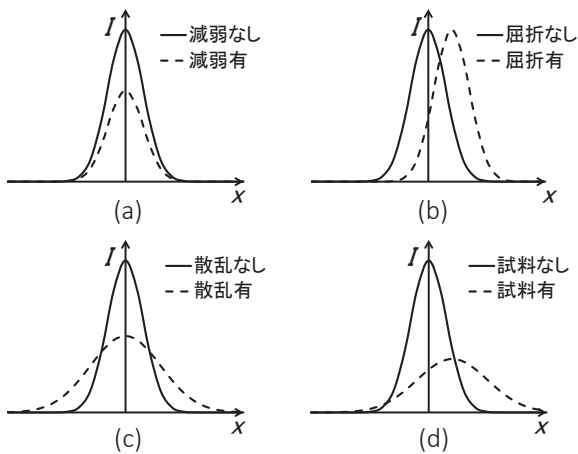 I
減弱なし
減弱有
x
(a)
I
屈折なし
屈折有
x
(b)
I
散乱なし
散乱有
x
(c)
I
試料なし
試料有
x
(d)